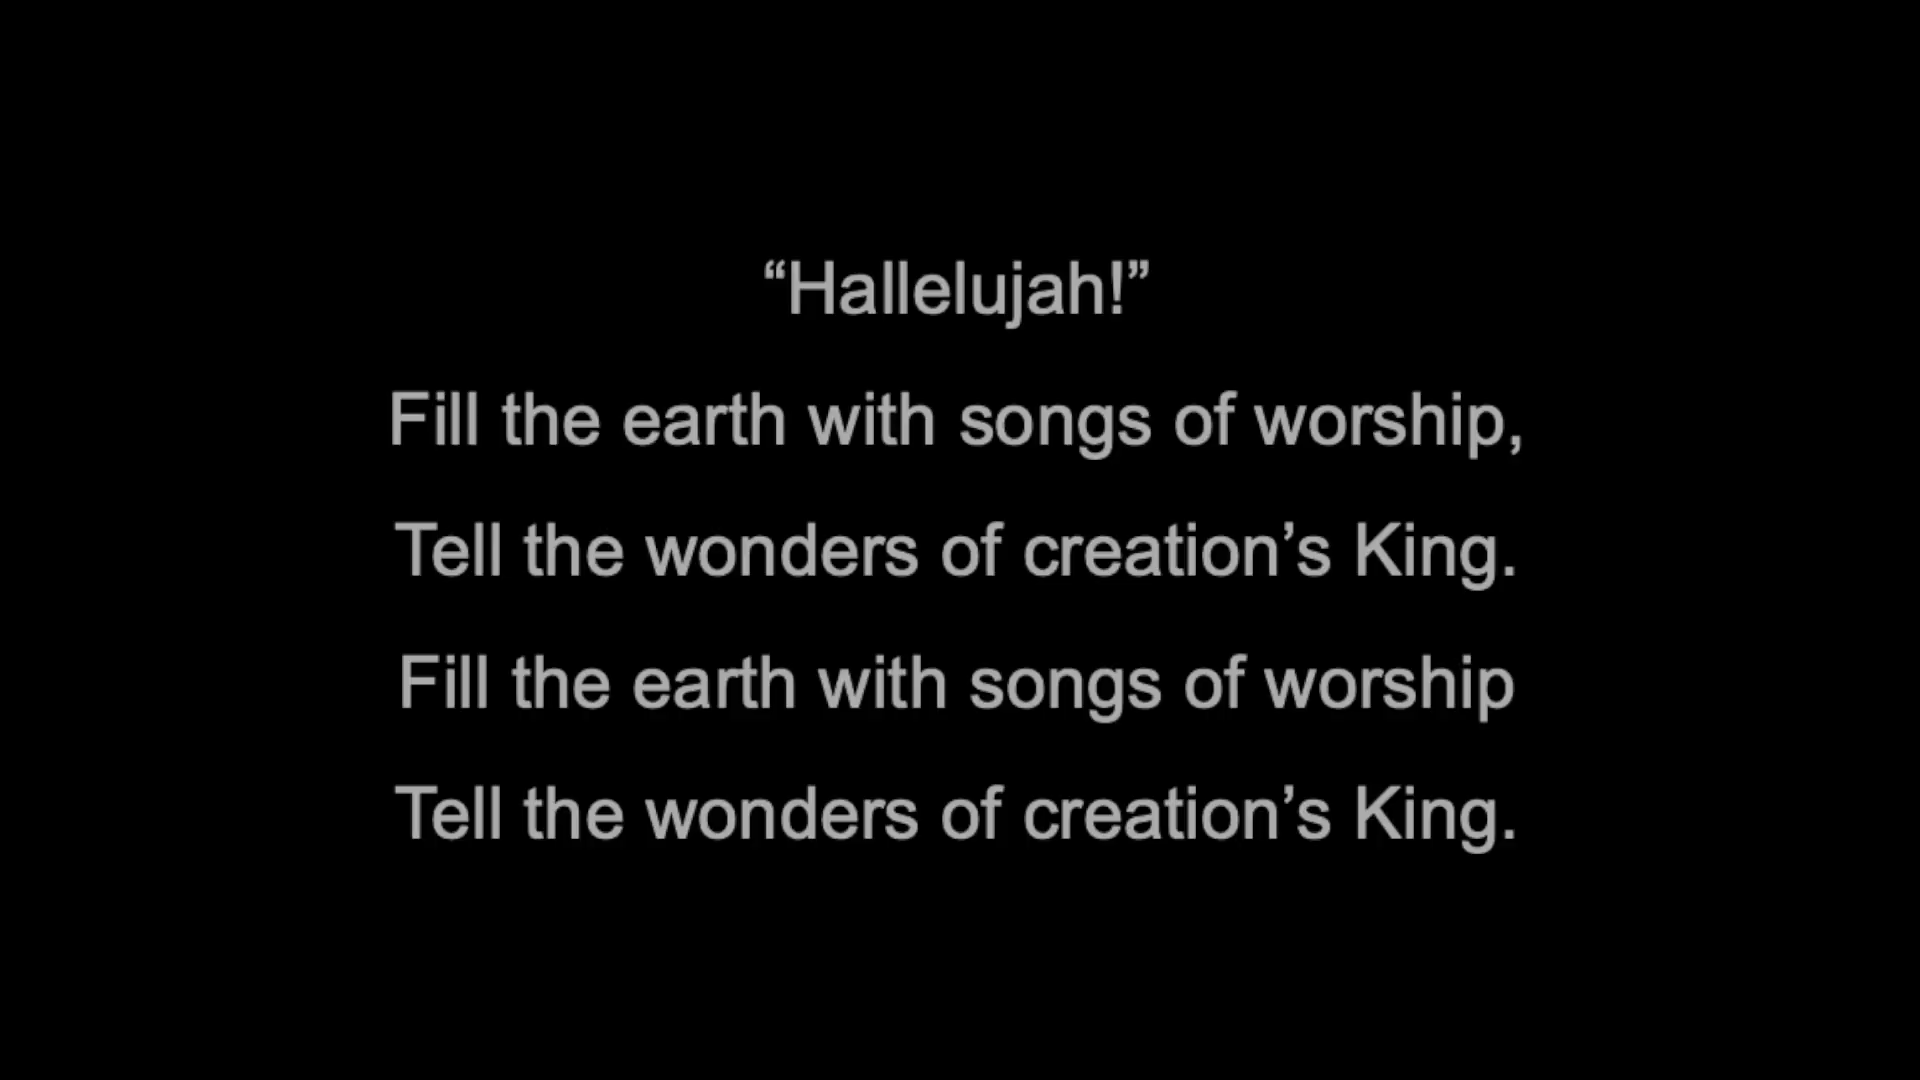 “Hallelujah!”
Fill the earth with songs of worship,
Tell the wonders of creation’s King.
Fill the earth with songs of worship
Tell the wonders of creation’s King.